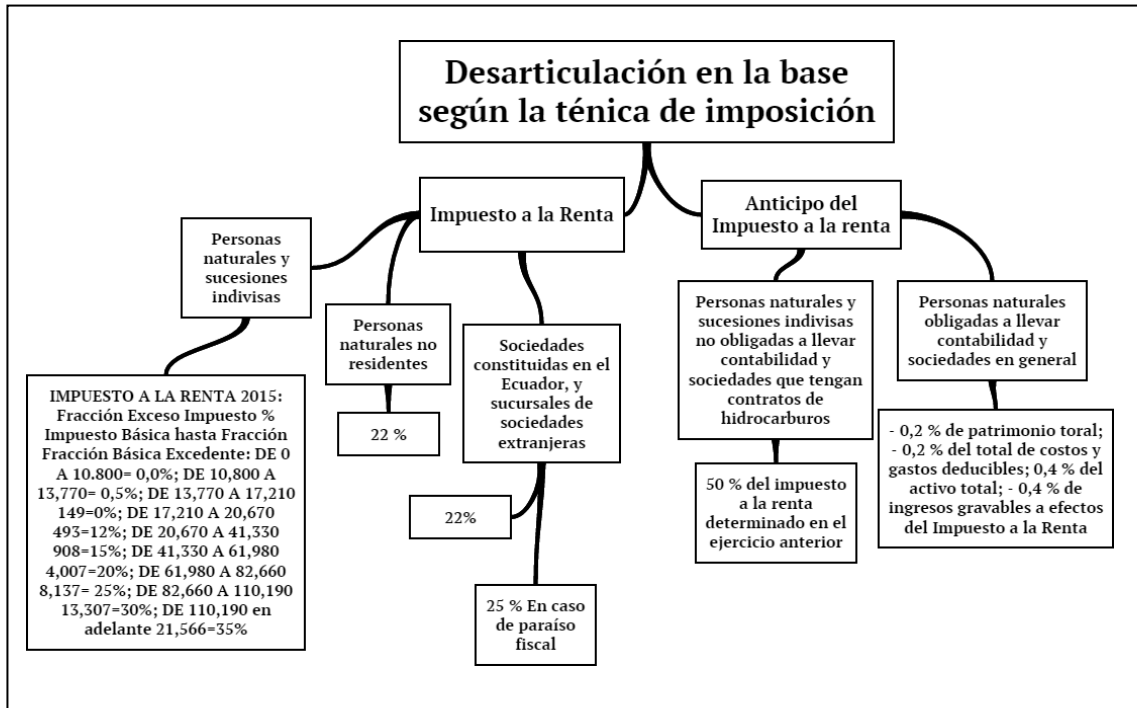 Desarticulación en la base
según la ténica de imposición
Impuesto a la Renta
Anticipo del
Impuesto a la renta
Personas
naturales y
sucesiones
indivisas
Personas
naturales no
residentes
Sociedades
constituidas en el
Ecuador, y
sucursales de
sociedades
extranjeras
Personas naturales y
sucesiones indivisas
no obligadas a llevar
contabilidad y
sociedades que tengan
contratos de
hidrocarburos
Personas naturales
obligadas a llevar
contabilidad y
sociedades en general
IMPUESTO A LA RENTA 2015:
Fracción Exceso Impuesto %
Impuesto Básica hasta Fracción
Fracción Básica Excedente: DE 0
A 10.800= 0,0%; DE 10,800 A
13,770= 0,5%; DE 13,770 A 17,210
149=0%; DE 17,210 A 20,670
493=12%; DE 20,670 A 41,330
908=15%; DE 41,330 A 61,980
4,007=20%; DE 61,980 A 82,660
8,137= 25%; DE 82,660 A 110,190
13,307=30%; DE 110,190 en
adelante 21,566=35%
22 %
22%
25 % En caso
de paraíso
fiscal
50 % del impuesto
a la renta
determinado en el
ejercicio anterior
- 0,2 % de patrimonio toral;
- 0,2 % del total de costos y
gastos deducibles; 0,4 % del
activo total; - 0,4 % de
ingresos gravables a efectos
del Impuesto a la Renta